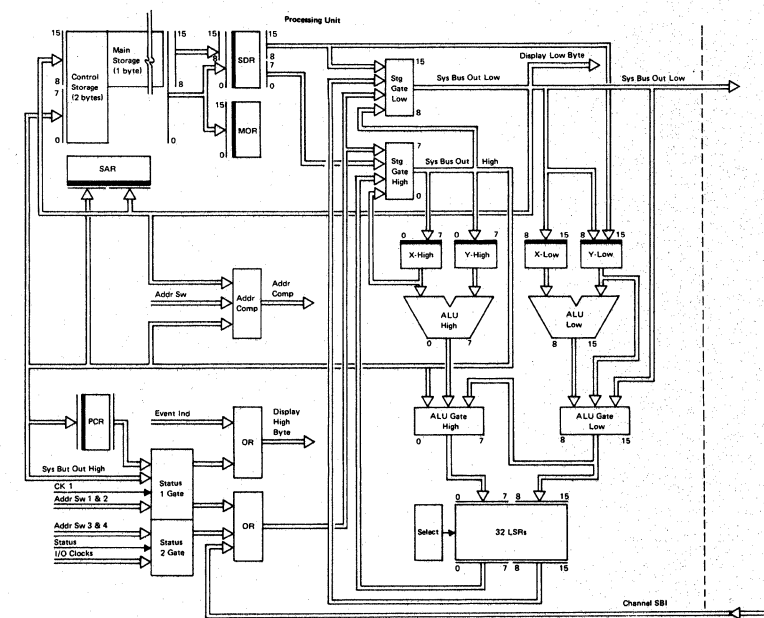 Processing Unit
15
15
15
15
15
Main
Storage
(1 byte)
8
8
7
SDR
Display Low Byte
15
8
Control
Storage
(2 bytes)
8
0
0
Stg
Gate
Low
Sys Bus Out Low
Sys Bus Out Low
7
15
MOR
8
0
0
0
7
Stg
Gate
High
Sys Bus Out High
SAR
0
0
7
0
7
8
15
8
15
X-High
Y-High
X-Low
Y-Low
Addr Sw
Addr
Comp
Addr
Comp
ALU
High
ALU
Low
0
7
8
15
PCR
Event Ind
OR
Display
High
Byte
ALU Gate
High
ALU Gate
Low
0
7
8
15
Sys But Out High
CK 1
Addr Sw 1 & 2
Status
1 Gate
0
7
8
15
Addr Sw 3 & 4
Status
I/O Clocks
Status
2 Gate
OR
Select
32 LSRs
0
7
8
15
Channel SBI